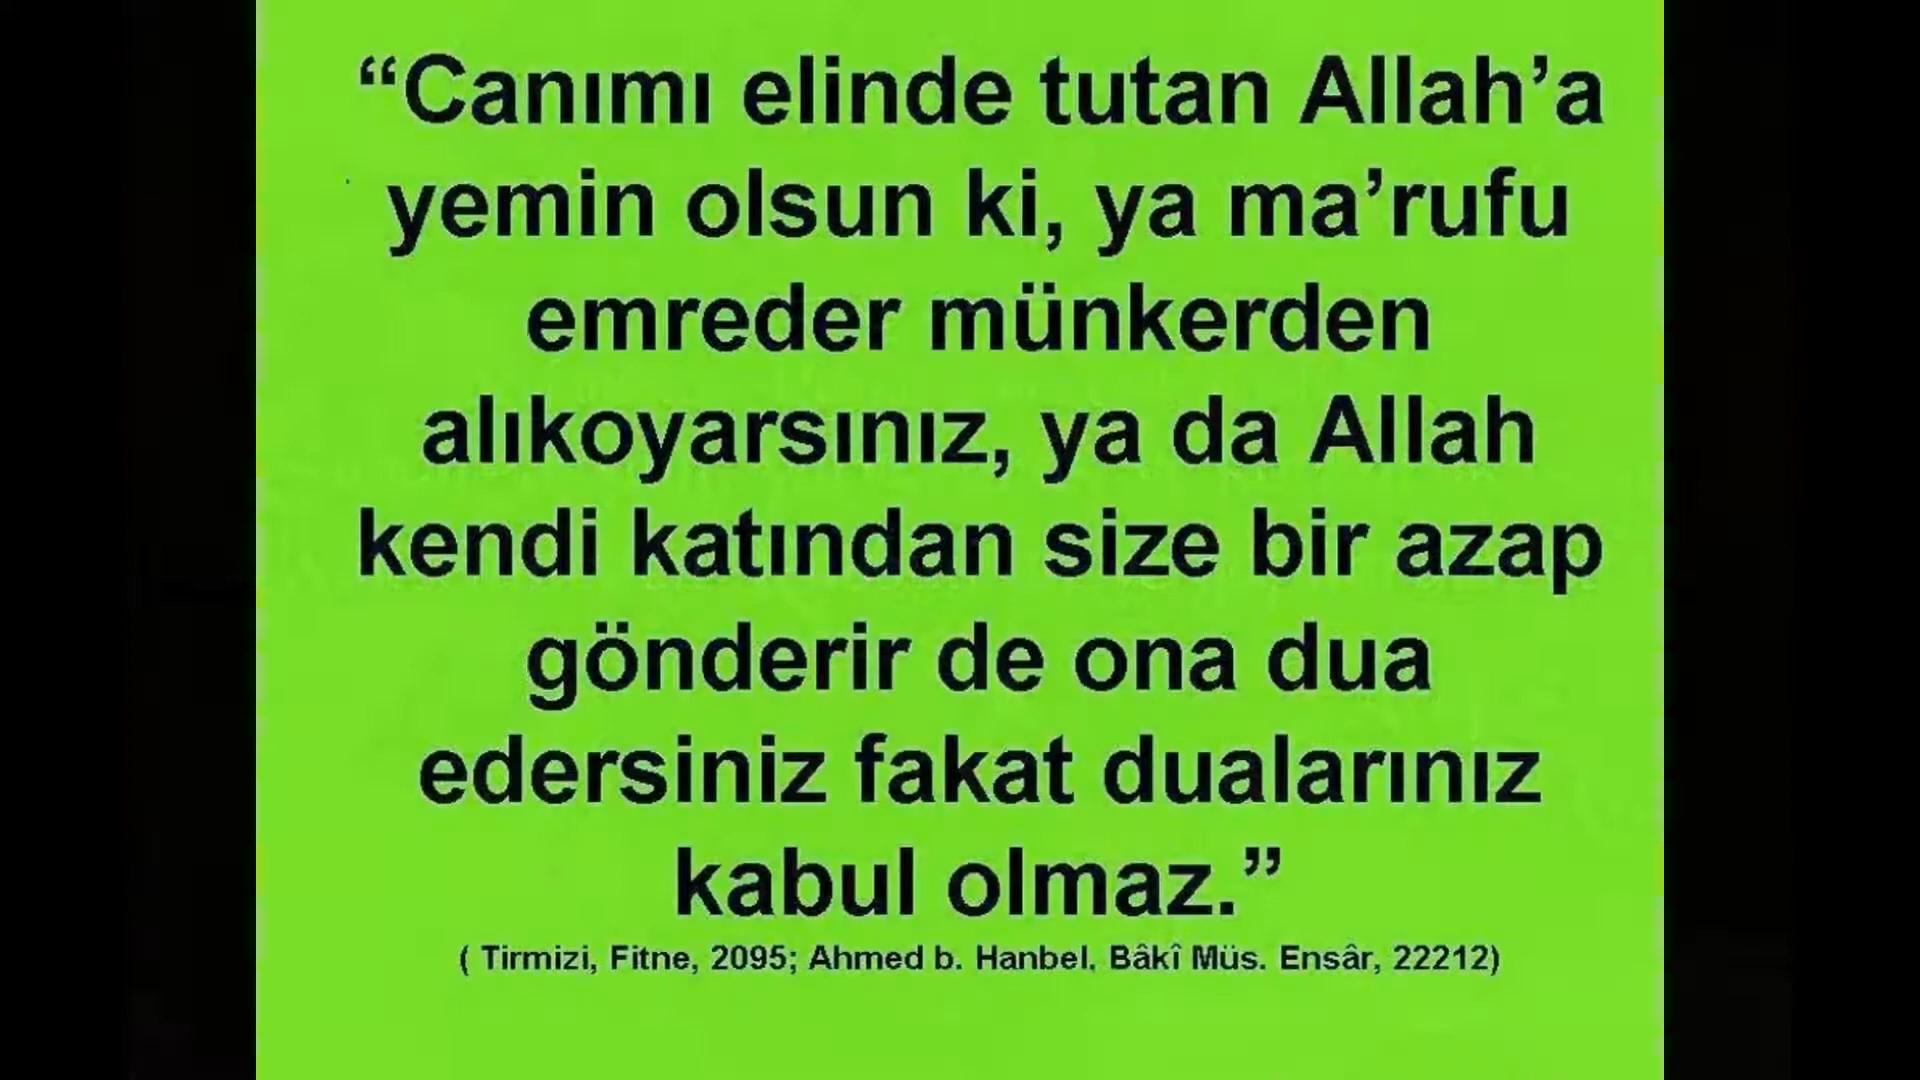 “Canımı elinde tutan Allah’a
yemin olsun ki, ya ma’rufu
emreder münkerden
alıkoyarsınız, ya da Allah
kendi katından size bir azap
gönderir de ona dua
edersiniz fakat dualarınız
kabul olmaz.”
( Tirmizi, Fitne, 2095; Ahmed b. Hanbel, Bâkî Müs. Ensâr, 22212)